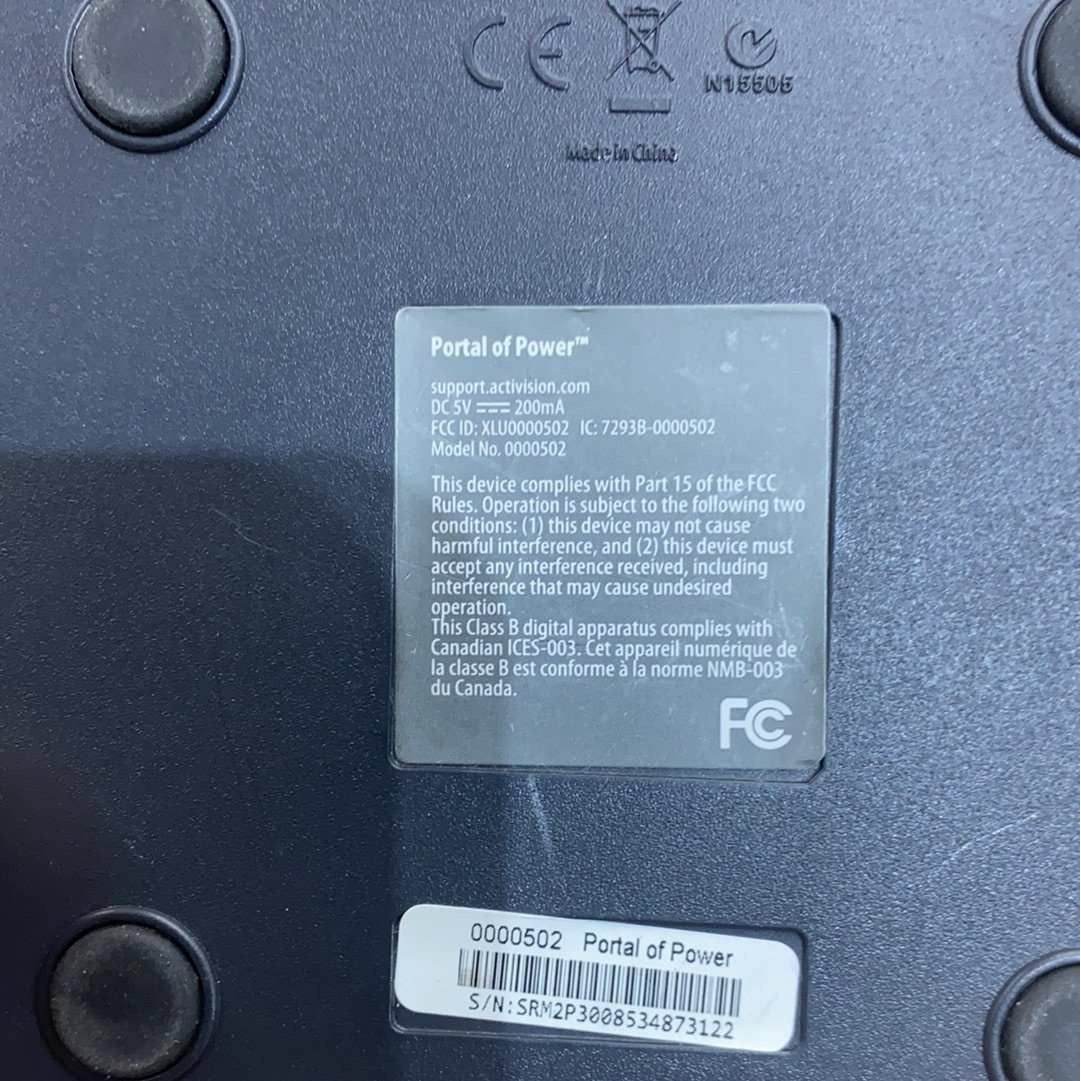 CE
N15505
Made in China
Portal of Power™
support.activision.com
DC 5V ⎓ 200mA
FCC ID: XLU0000502 IC: 7293B-0000502
Model No. 0000502
This device complies with Part 15 of the FCC
Rules. Operation is subject to the following two
conditions: (1) this device may not cause
harmful interference, and (2) this device must
accept any interference received, including
interference that may cause undesired
operation.
This Class B digital apparatus complies with
Canadian ICES-003. Cet appareil numérique de
la classe B est conforme à la norme NMB-003
du Canada.
FC
0000502 Portal of Power
S/N:SRM2P3008534873122